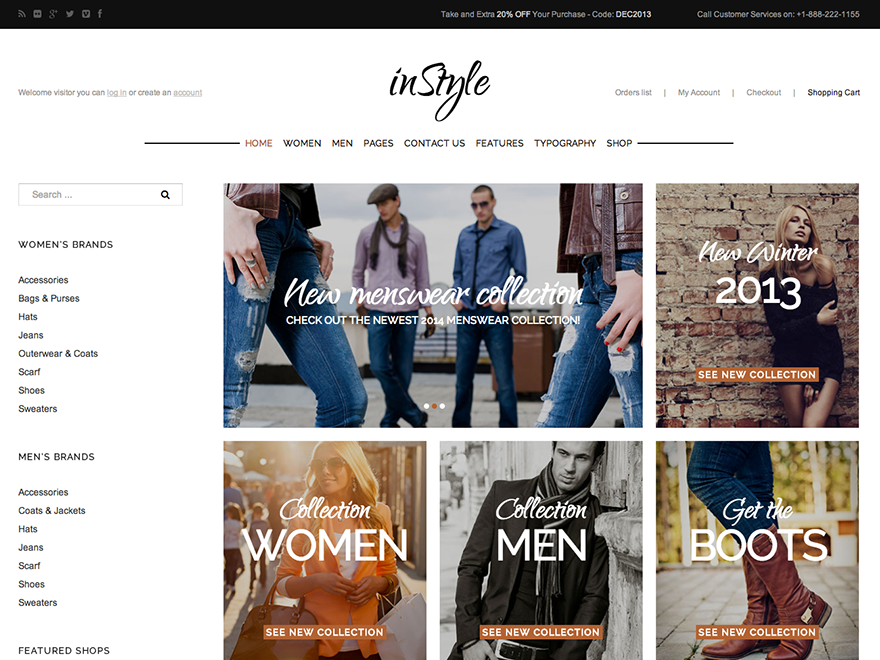 Take and Extra 20% OFF Your Purchase - Code: DEC2013
Call Customer Services on: +1-888-222-1155
Welcome visitor you can log in or create an account
inStyle
Orders list | My Account | Checkout | Shopping Cart
HOME WOMEN MEN PAGES CONTACT US FEATURES TYPOGRAPHY SHOP
Search ...
WOMEN'S BRANDS
Accessories
Bags & Purses
Hats
Jeans
Outerwear & Coats
Scarf
Shoes
Sweaters
MEN'S BRANDS
Accessories
Coats & Jackets
Hats
Jeans
Scarf
Shoes
Sweaters
FEATURED SHOPS
New menswear collection
CHECK OUT THE NEWEST 2014 MENSWEAR COLLECTION!
New Winter
2013
SEE NEW COLLECTION
Collection
WOMEN
SEE NEW COLLECTION
Collection
MEN
SEE NEW COLLECTION
Get the
BOOTS
SEE NEW COLLECTION